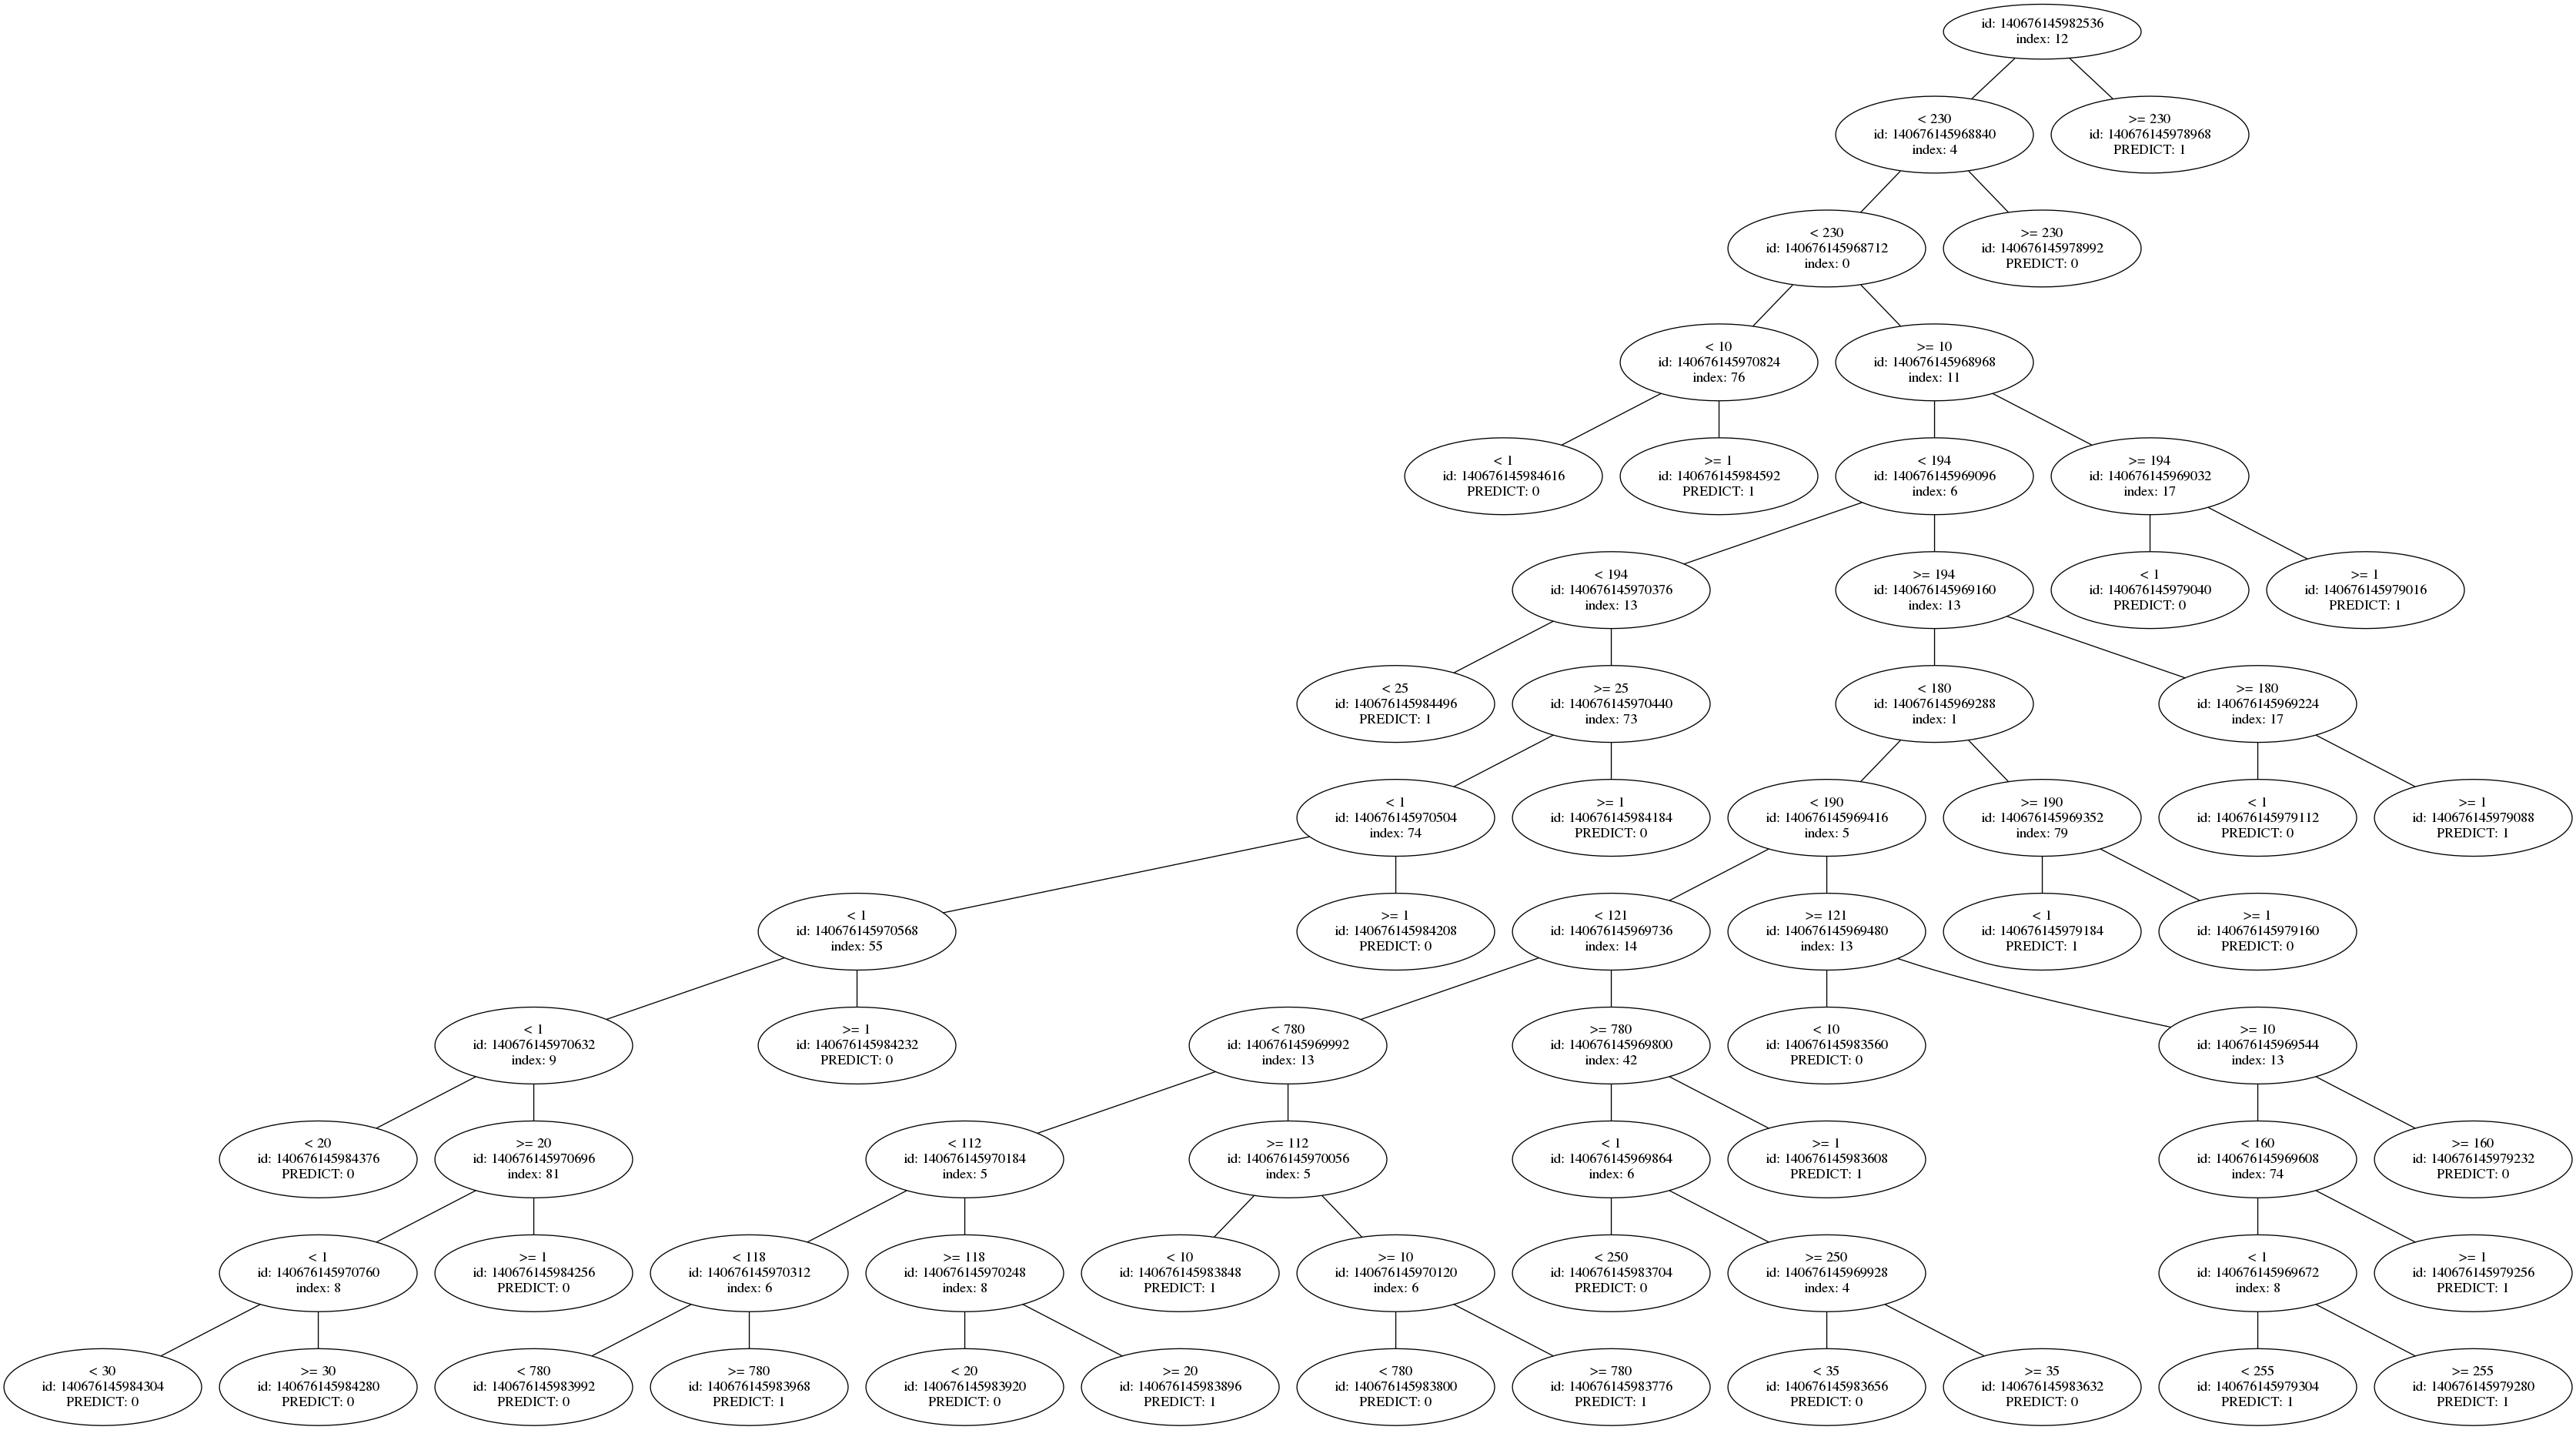 id: 140676145982536
index: 12
< 230
id: 140676145968840
index: 4
>= 230
id: 140676145978968
PREDICT: 1
< 230
id: 140676145968712
index: 0
>= 230
id: 140676145978992
PREDICT: 0
< 10
id: 140676145970824
index: 76
>= 10
id: 140676145968968
index: 11
< 1
id: 140676145984616
PREDICT: 0
>= 1
id: 140676145984592
PREDICT: 1
< 194
id: 140676145969096
index: 6
>= 194
id: 140676145969032
index: 17
< 194
id: 140676145970376
index: 13
>= 194
id: 140676145969160
index: 13
< 1
id: 140676145979040
PREDICT: 0
>= 1
id: 140676145979016
PREDICT: 1
< 25
id: 140676145984496
PREDICT: 1
>= 25
id: 140676145970440
index: 73
< 180
id: 140676145969288
index: 1
>= 180
id: 140676145969224
index: 17
< 1
id: 140676145970504
index: 74
>= 1
id: 140676145984184
PREDICT: 0
< 190
id: 140676145969416
index: 5
>= 190
id: 140676145969352
index: 79
< 1
id: 140676145979112
PREDICT: 0
>= 1
id: 140676145979088
PREDICT: 1
< 1
id: 140676145970568
index: 55
>= 1
id: 140676145984208
PREDICT: 0
< 121
id: 140676145969736
index: 14
>= 121
id: 140676145969480
index: 13
< 1
id: 140676145979184
PREDICT: 1
>= 1
id: 140676145979160
PREDICT: 0
< 1
id: 140676145970632
index: 9
>= 1
id: 140676145984232
PREDICT: 0
< 780
id: 140676145969992
index: 13
>= 780
id: 140676145969800
index: 42
< 10
id: 140676145983560
PREDICT: 0
>= 10
id: 140676145969544
index: 13
< 20
id: 140676145984376
PREDICT: 0
>= 20
id: 140676145970696
index: 81
< 112
id: 140676145970184
index: 5
>= 112
id: 140676145970056
index: 5
< 1
id: 140676145969864
index: 6
>= 1
id: 140676145983608
PREDICT: 1
< 160
id: 140676145969608
index: 74
>= 160
id: 140676145979232
PREDICT: 0
< 1
id: 140676145970760
index: 8
>= 1
id: 140676145984256
PREDICT: 0
< 118
id: 140676145970312
index: 6
>= 118
id: 140676145970248
index: 8
< 10
id: 140676145983848
PREDICT: 1
>= 10
id: 140676145970120
index: 6
< 250
id: 140676145983704
PREDICT: 0
>= 250
id: 140676145969928
index: 4
< 1
id: 140676145969672
index: 8
>= 1
id: 140676145979256
PREDICT: 1
< 30
id: 140676145984304
PREDICT: 0
>= 30
id: 140676145984280
PREDICT: 0
< 780
id: 140676145983992
PREDICT: 0
>= 780
id: 140676145983968
PREDICT: 1
< 20
id: 140676145983920
PREDICT: 0
>= 20
id: 140676145983896
PREDICT: 1
< 780
id: 140676145983800
PREDICT: 0
>= 780
id: 140676145983776
PREDICT: 1
< 35
id: 140676145983656
PREDICT: 0
>= 35
id: 140676145983632
PREDICT: 0
< 255
id: 140676145979304
PREDICT: 1
>= 255
id: 140676145979280
PREDICT: 1